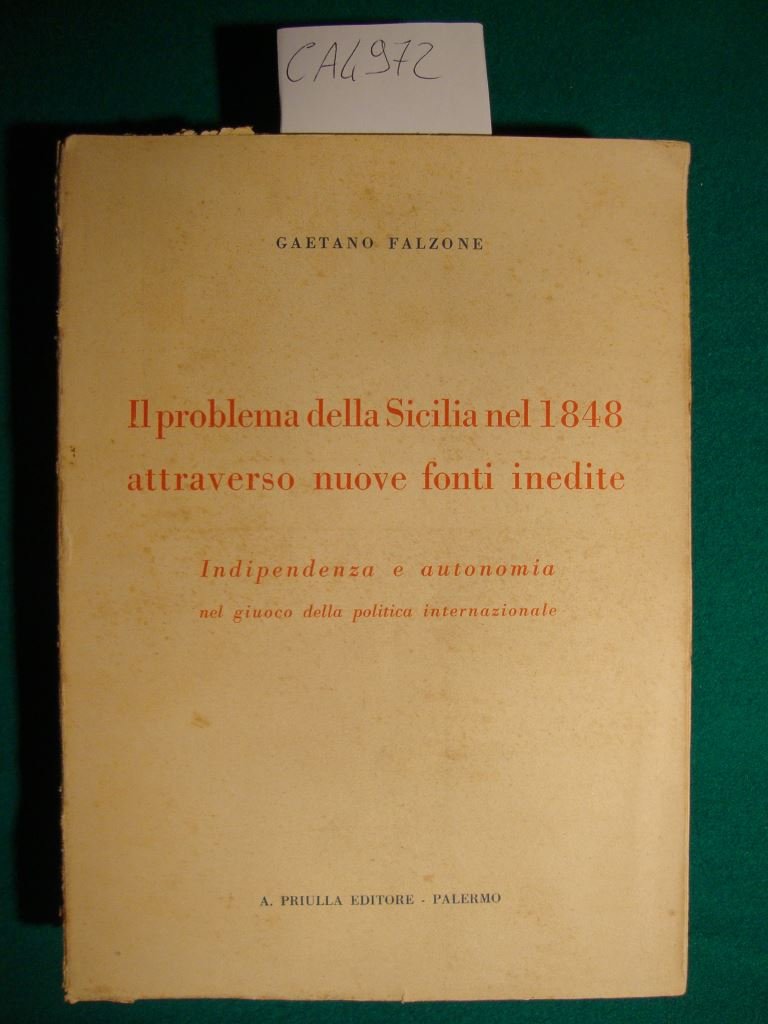 CA4972
GAETANO FALZONE
Il problema della Sicilia nel 1848
attraverso nuove fonti inedite
Indipendenza e autonomia
nel giuoco della politica internazionale
A. PRIULLA EDITORE - PALERMO